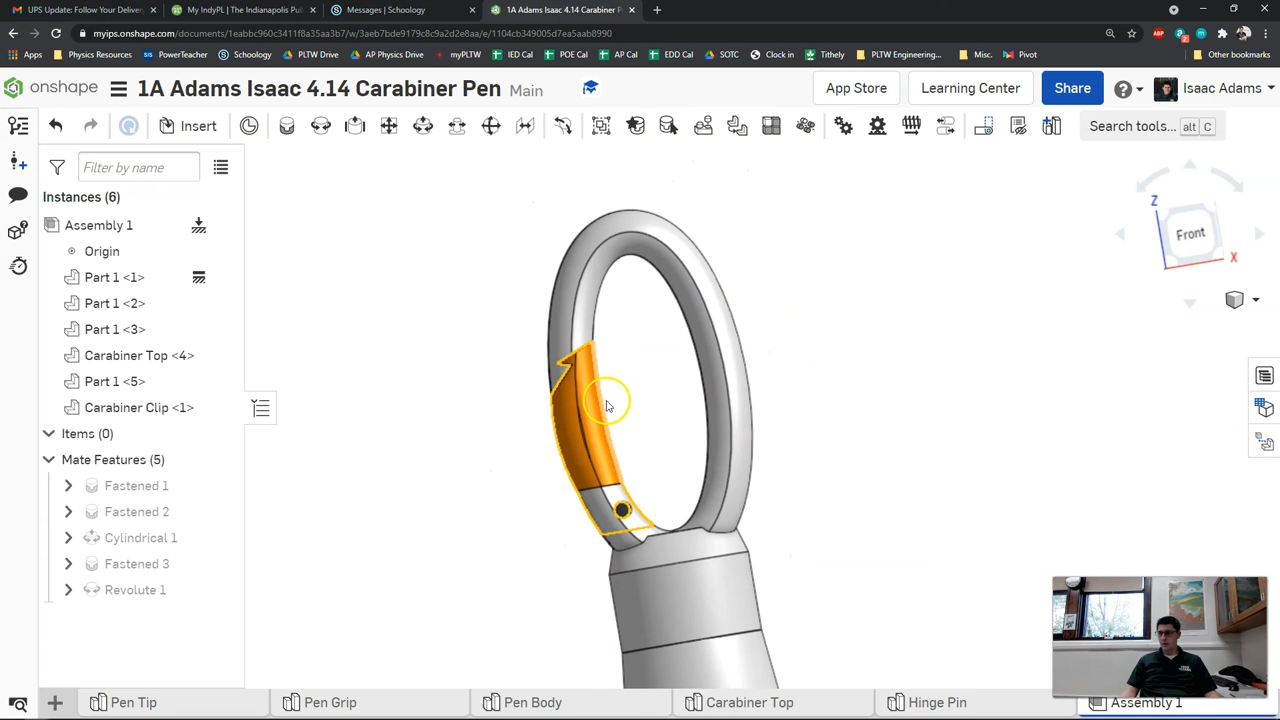 UPS Update: Follow Your Delivery
My IndyPL | The Indianapolis Pub
Messages | Schoology
1A Adams Isaac 4.14 Carabiner P
myips.onshape.com/documents/1eabbc960c3411f8a35aa3b7/w/3aeb7bde9179c8c9a2d2e8aa/e/1104cb349005d7ea5aab8990
Apps Physics Resources PowerTeacher Schoology PLTW Drive AP Physics Drive myPLTW IED Cal POE Cal AP Cal EDD Cal SOTC Clock in Tithely PLTW Engineering... Misc. Pivot Other bookmarks
onshape 1A Adams Isaac 4.14 Carabiner Pen Main App Store Learning Center Share Isaac Adams
Insert Search tools... alt C
Filter by name
Instances (6)
Assembly 1
Origin
Part 1 <1>
Part 1 <2>
Part 1 <3>
Carabiner Top <4>
Part 1 <5>
Carabiner Clip <1>
Items (0)
Mate Features (5)
Fastened 1
Fastened 2
Cylindrical 1
Fastened 3
Revolute 1
Z
Front
X
Pen Tip Pen Grip Pen Body Carabiner Top Hinge Pin Assembly 1